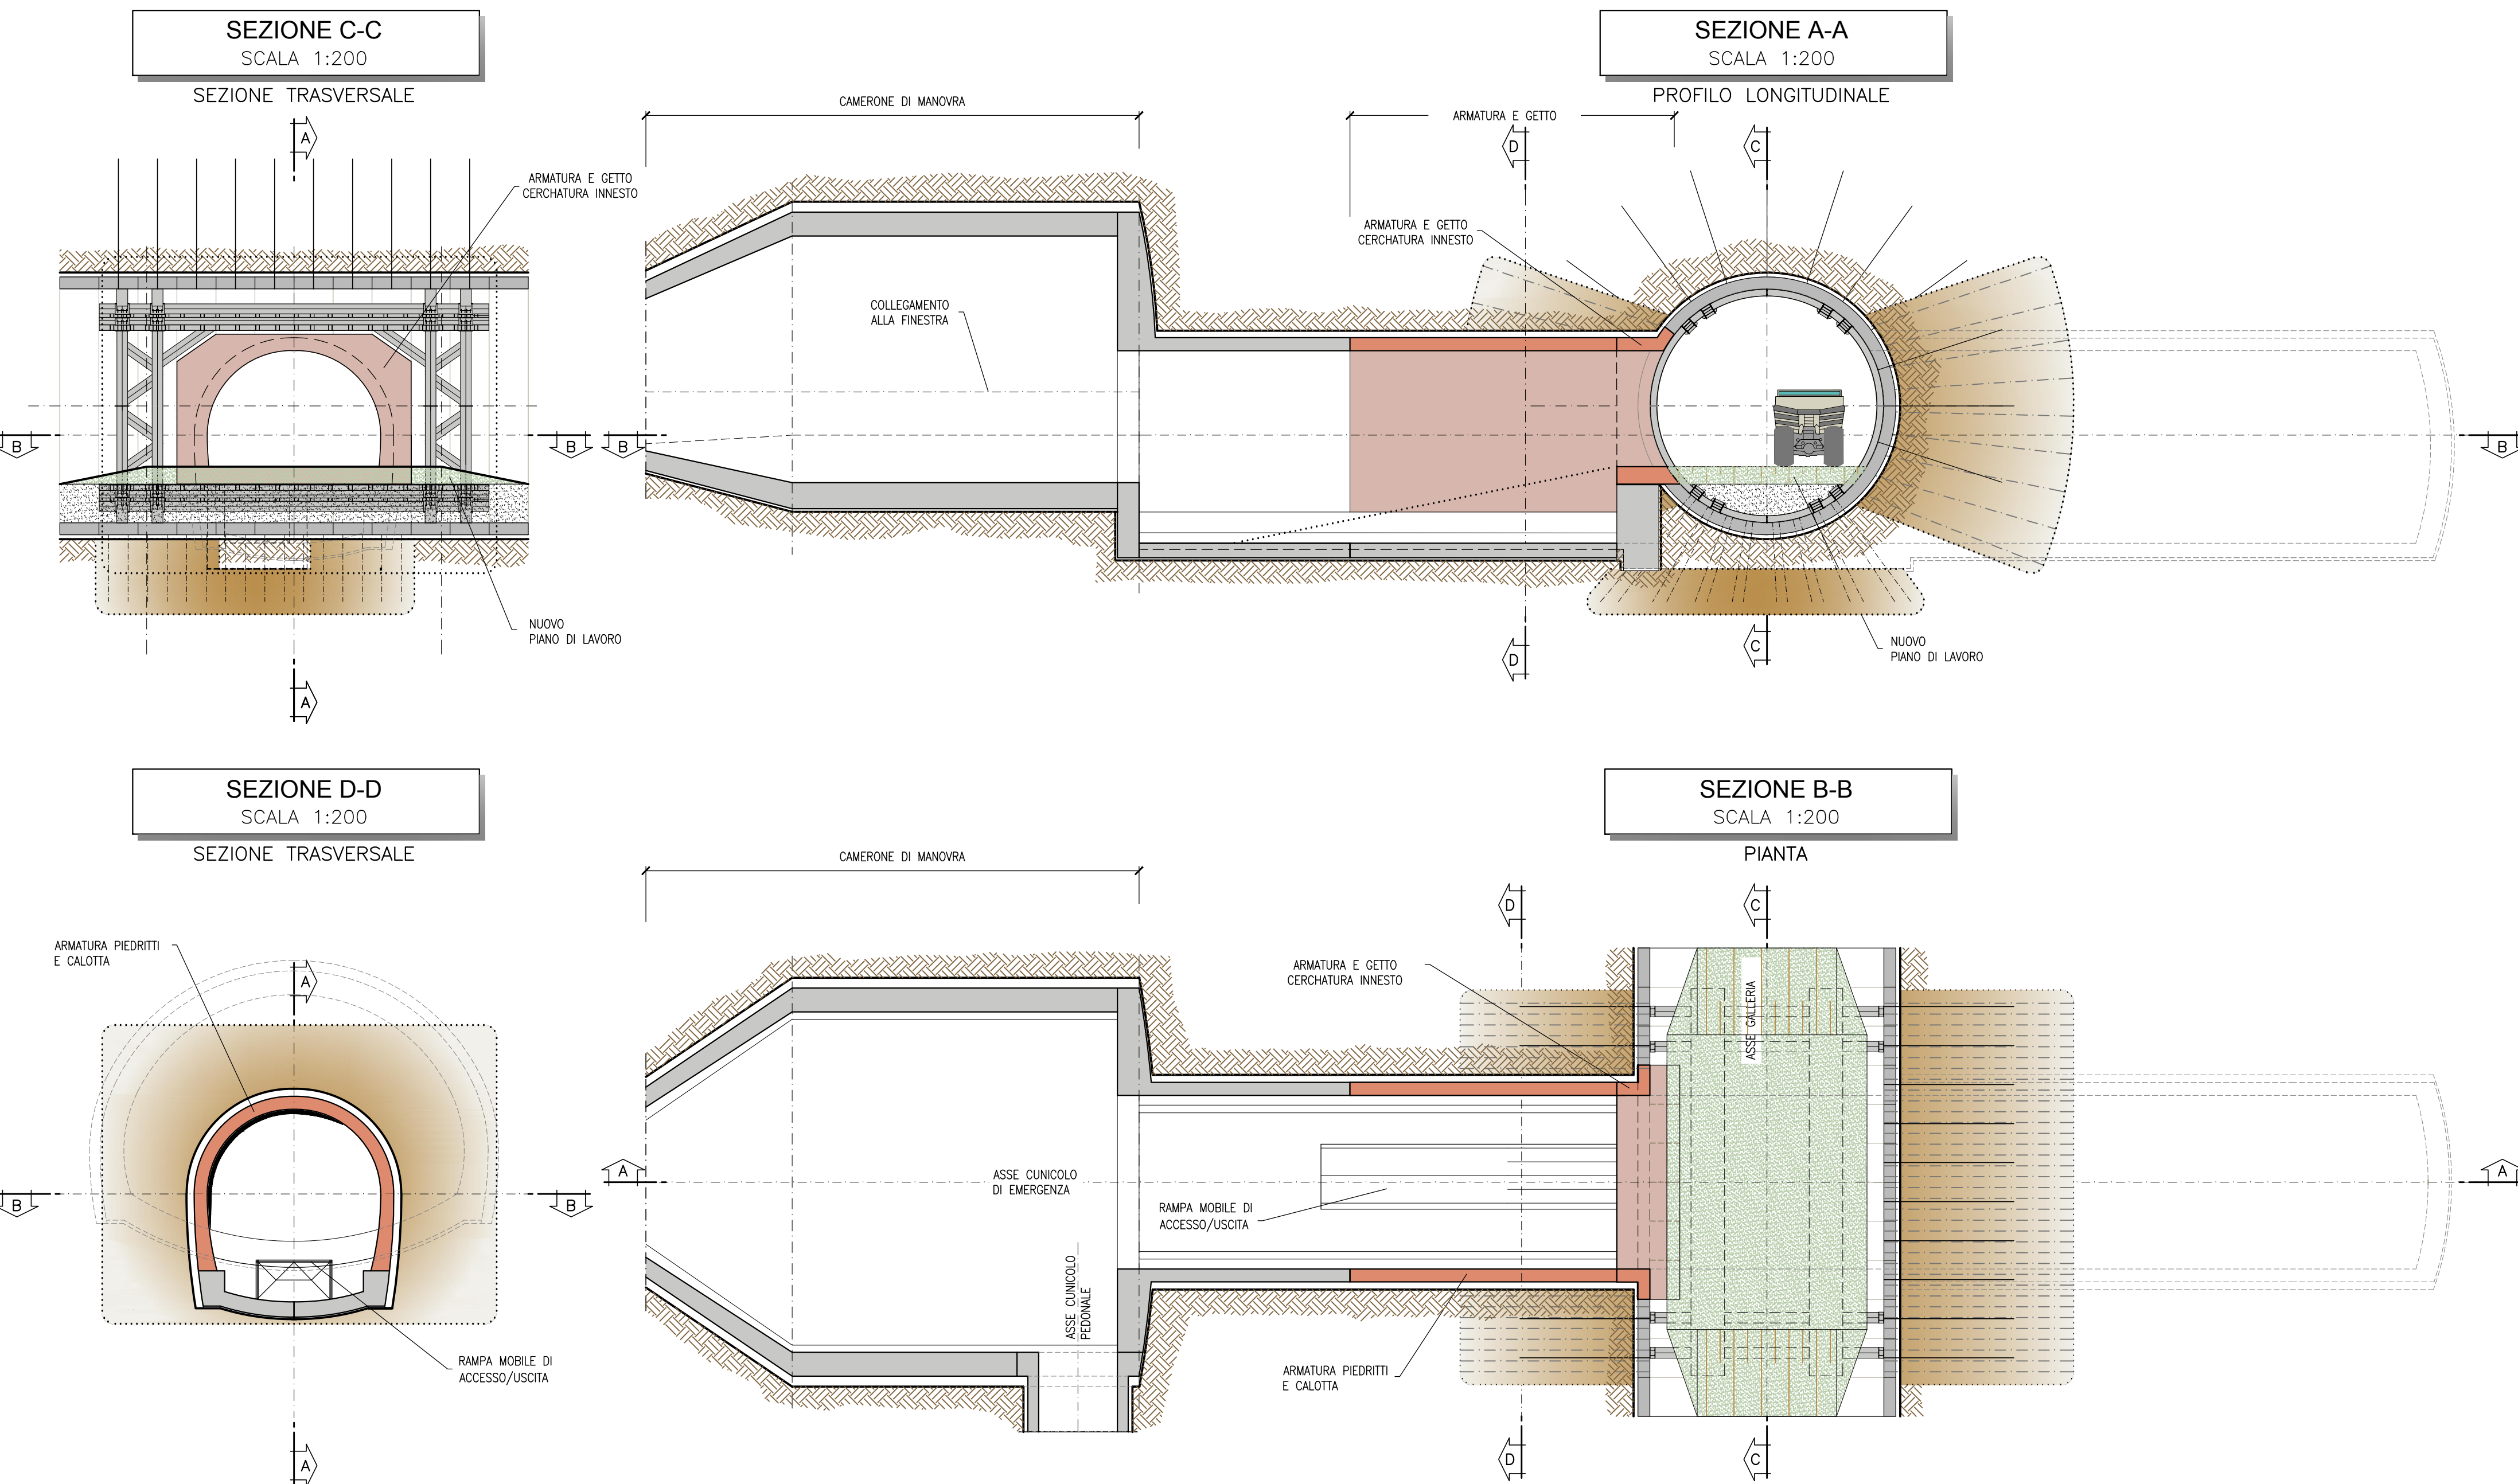 SEZIONE C-C
SCALA 1:200
SEZIONE TRASVERSALE
A
ARMATURA E GETTO
CERCHATURA INNESTO
B
B
NUOVO
PIANO DI LAVORO
A
SEZIONE A-A
SCALA 1:200
PROFILO LONGITUDINALE
CAMERONE DI MANOVRA
ARMATURA E GETTO
D
C
ARMATURA E GETTO
CERCHATURA INNESTO
COLLEGAMENTO
ALLA FINESTRA
B
B
NUOVO
PIANO DI LAVORO
D
C
SEZIONE D-D
SCALA 1:200
SEZIONE TRASVERSALE
ARMATURA PIEDRITTI
E CALOTTA
A
B
B
RAMPA MOBILE DI
ACCESSO/USCITA
A
SEZIONE B-B
SCALA 1:200
PIANTA
CAMERONE DI MANOVRA
D
C
ARMATURA E GETTO
CERCHATURA INNESTO
ASSE GALLERIA
A
ASSE CUNICOLO
DI EMERGENZA
A
RAMPA MOBILE DI
ACCESSO/USCITA
ASSE CUNICOLO
PEDONALE
ARMATURA PIEDRITTI
E CALOTTA
D
C